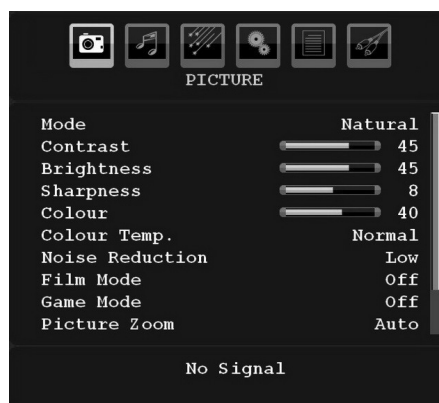 PICTURE
Mode Natural
Contrast 45
Brightness 45
Sharpness 8
Colour 40
Colour Temp. Normal
Noise Reduction Low
Film Mode Off
Game Mode Off
Picture Zoom Auto
No Signal